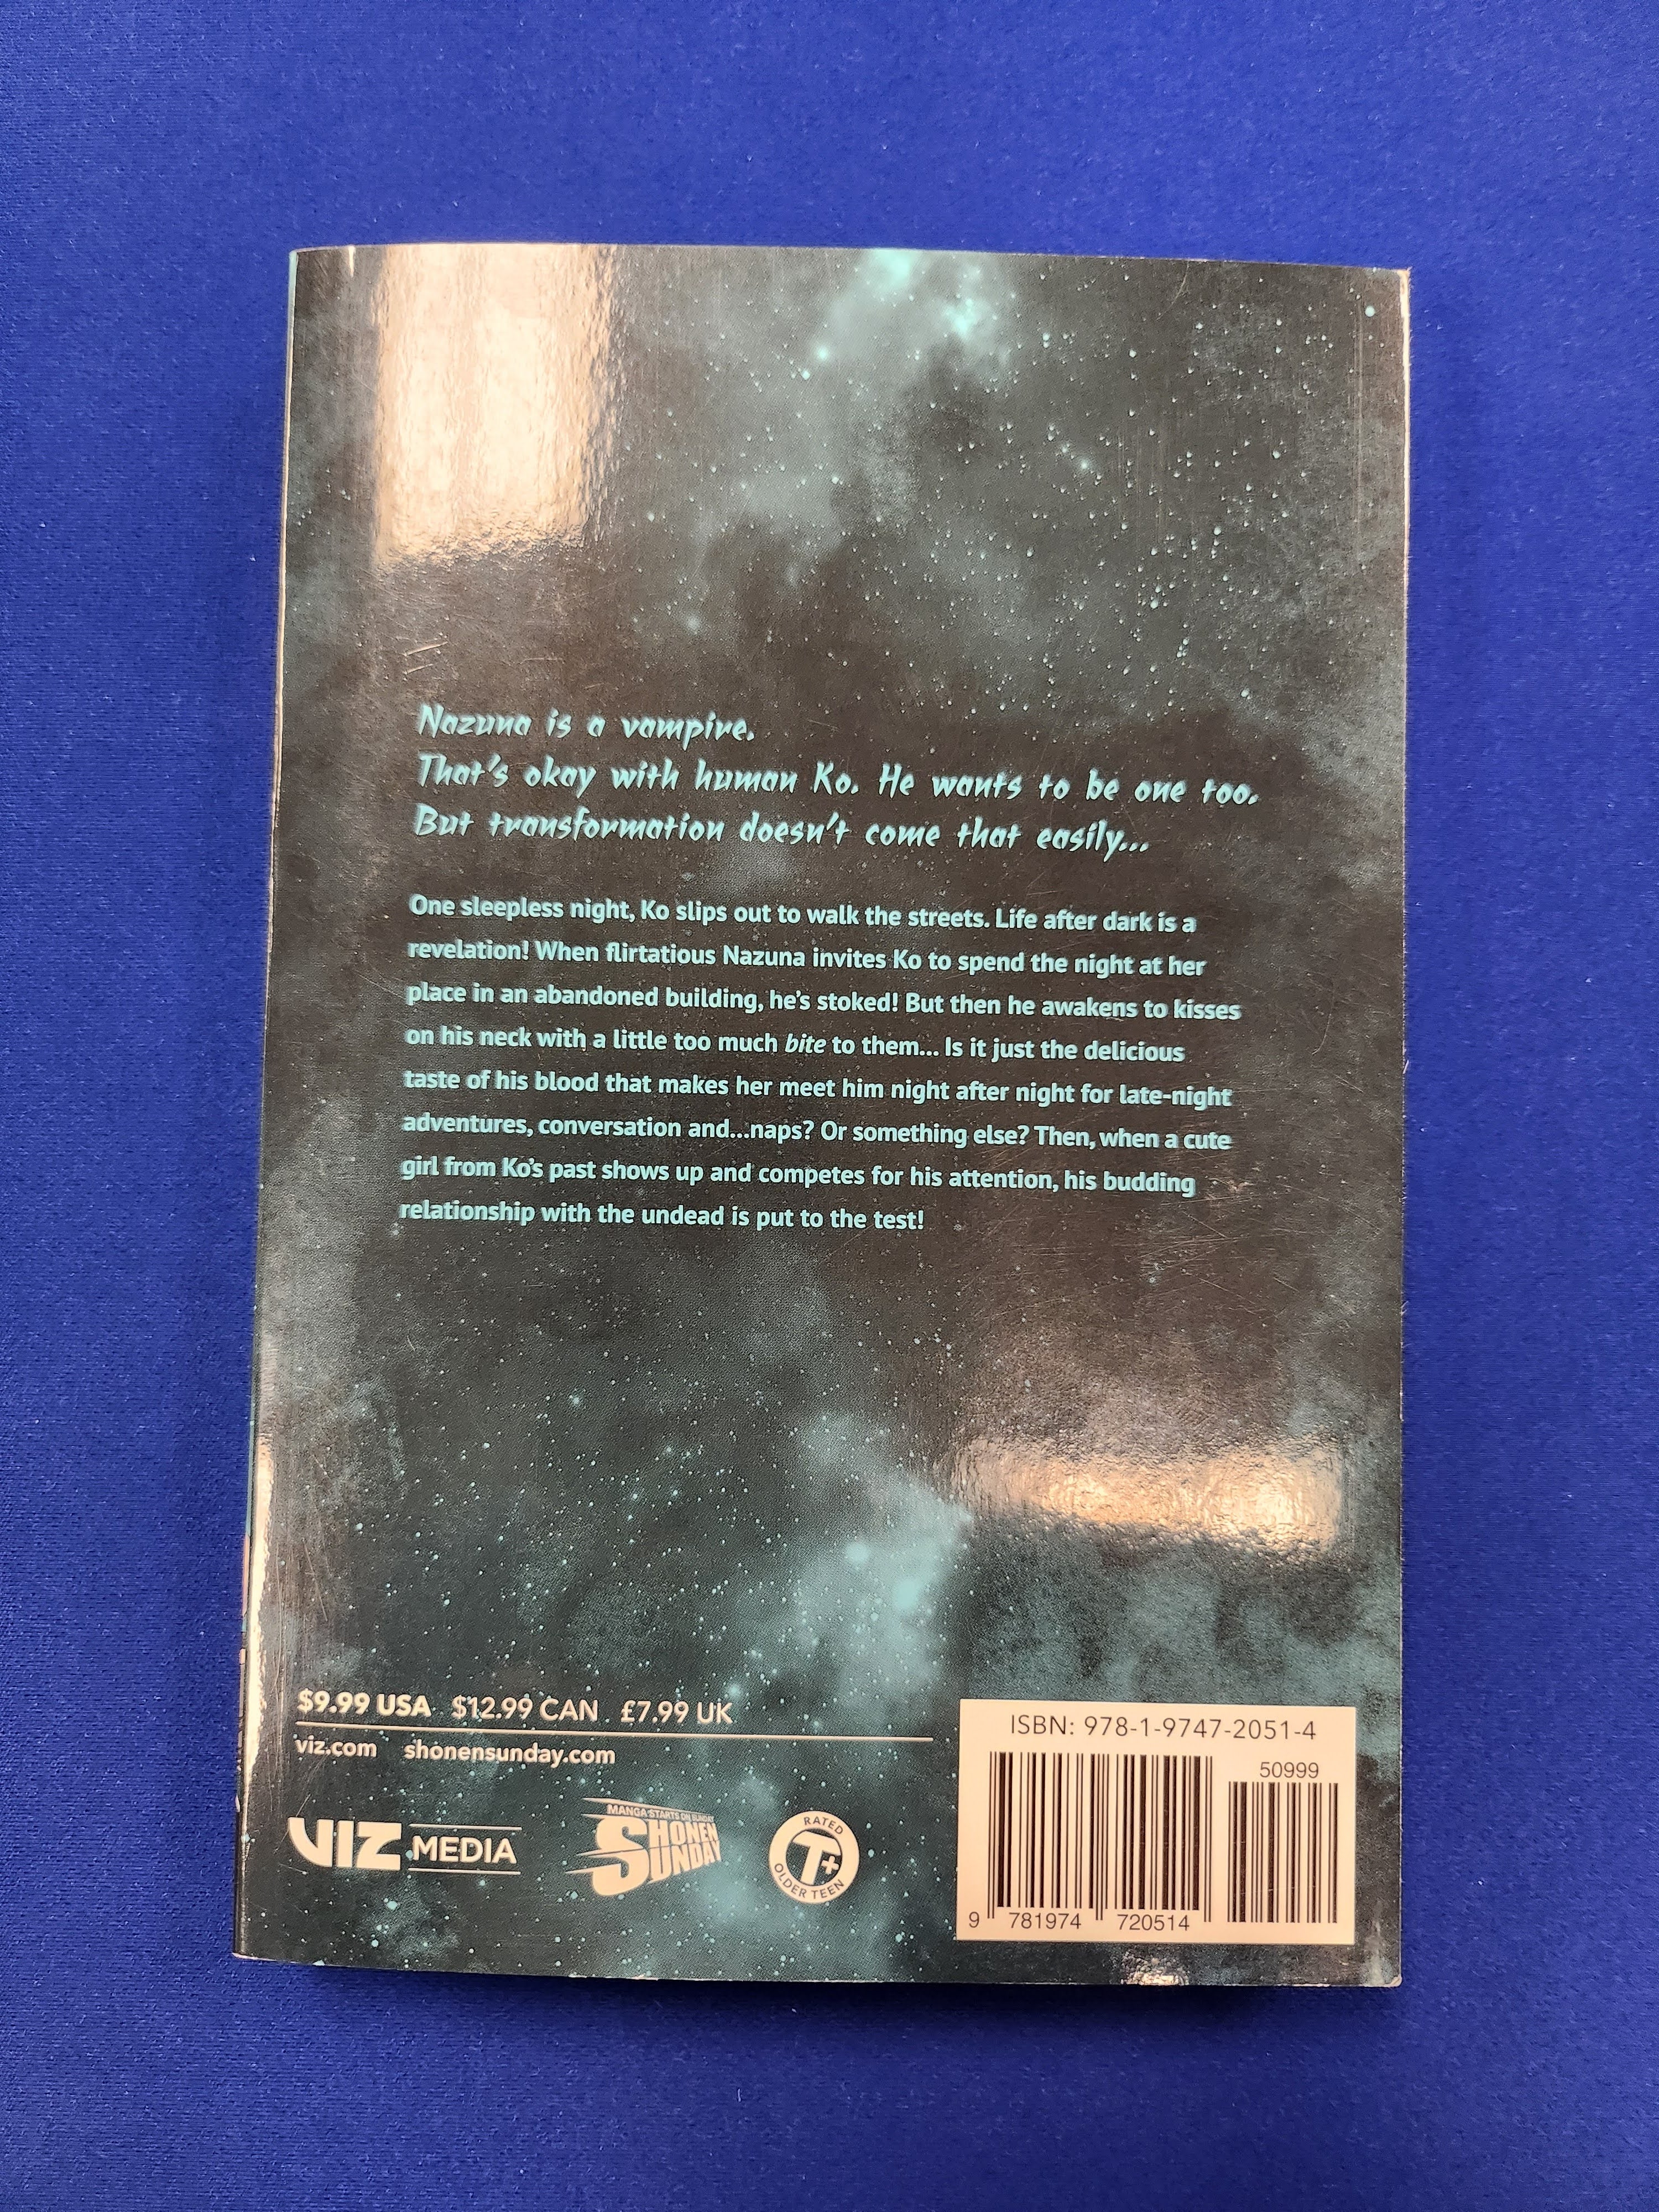 Nazuna is a vampire.
That's okay with human Ko. He wants to be one too.
But transformation doesn't come that easily...
One sleepless night, Ko slips out to walk the streets. Life after dark is a
revelation! When flirtatious Nazuna invites Ko to spend the night at her
place in an abandoned building, he's stoked! But then he awakens to kisses
on his neck with a little too much bite to them... Is it just the delicious
taste of his blood that makes her meet him night after night for late-night
adventures, conversation and...naps? Or something else? Then, when a cute
girl from Ko's past shows up and competes for his attention, his budding
relationship with the undead is put to the test!
$9.99 USA $12.99 CAN £7.99 UK
viz.com shonensunday.com
VIZ MEDIA
MANGA STARTS ON SUNDAY
SHONEN
SUNDAY
RATED
T+
OLDER TEEN
ISBN: 978-1-9747-2051-4
50999
9 781974 720514